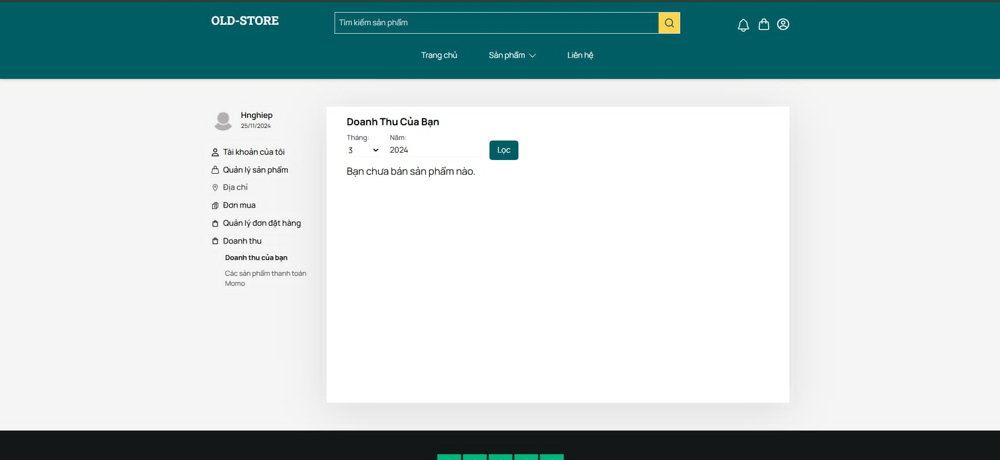 OLD-STORE
Tìm kiếm sản phẩm
Trang chủ
Sản phẩm
Liên hệ
Hnghiep
25/11/2024
Tài khoản của tôi
Quản lý sản phẩm
Địa chỉ
Đơn mua
Quản lý đơn đặt hàng
Doanh thu
Doanh thu của bạn
Các sản phẩm thanh toán
Momo
Doanh Thu Của Bạn
Tháng:
Năm:
3
2024
Lọc
Bạn chưa bán sản phẩm nào.